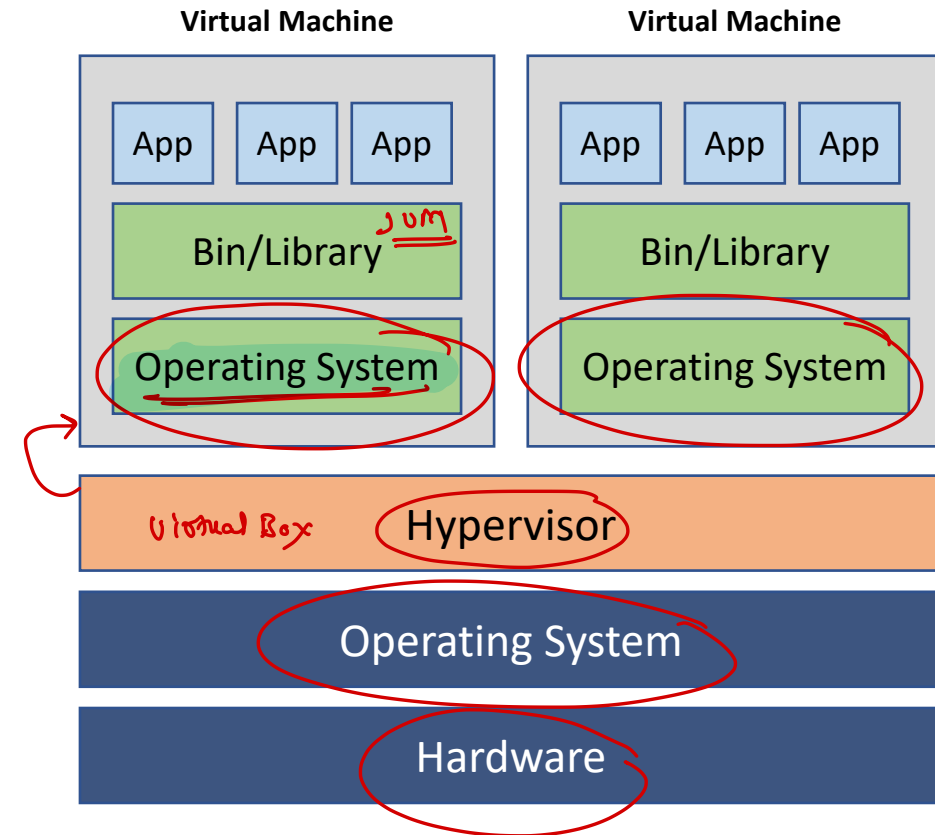 Virtual Machine Virtual Machine
App App App App App App
JVM
Bin/Library Bin/Library
Operating System Operating System
Virtual Box Hypervisor
Operating System
Hardware